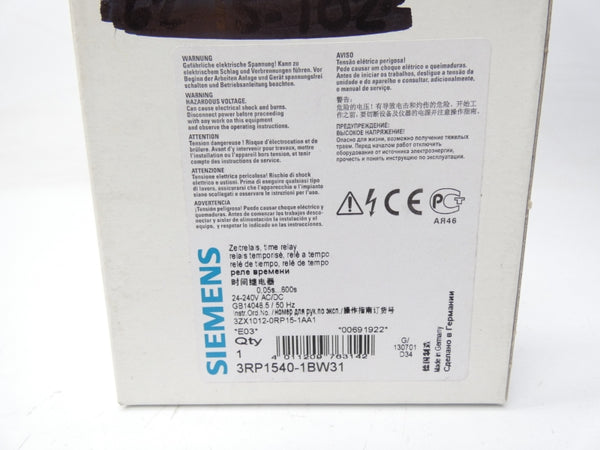 WARNUNG
Gefährliche elektrische Spannung! Kann zu
elektrischem Schlag und Verbrennungen führen. Vor
Beginn der Arbeiten Anlage und Gerät spannungsfrei
schalten und Betriebsanleitung beachten.
WARNING
HAZARDOUS VOLTAGE.
Can cause electrical shock and burns.
Disconnect power before proceeding
with any work on this equipment
and observe the operating instructions.
ATTENTION
Tension dangereuse ! Risque d'électrocution et de
brûlure. Avant d'y intervenir pour travaux, mettre
l'installation ou l'appareil hors tension et tenir
compte des instructions de service.
ATTENZIONE
Tensione elettrica pericolosa! Rischio di shock
elettrico e ustioni. Prima di eseguire qualsiasi tipo
di lavoro, assicurarsi che l'apparecchio e l'impianto
siano scollegati e osservare le istruzioni per l'uso.
ADVERTENCIA
¡Tensión peligrosa! Puede causar choque eléctrico y
quemaduras. Antes de comenzar los trabajos desco-
nectar y aislar de alimentación la instalación y el
equipo, y respetar lo indicado en las instrucciones.
AVISO
Tensão elétrica perigosa!
Pode causar em choque elétrico e queimaduras.
Antes de iniciar os trabalhos, desligue a tensão da
unidade e do aparelho e consultar, adicionalmente,
o manual de serviço.
警告:
危险的电压! 有导致电击和灼伤的危险。开始工作
之前, 要切断设备及仪器的电源并注意操作指南。
ПРЕДУПРЕЖДЕНИЕ:
ВЫСОКОЕ НАПРЯЖЕНИЕ!
Опасно для жизни, возможно получение тяжелых
травм. Перед началом работ отключить
оборудование от источника электроэнергии,
прочесть и понять инструкцию по эксплуатации.
CE
АЯ46
SIEMENS
Zeitrelais, time relay
relais temporisé, relé a tempo
relé de tiempo, relé de tempo
реле времени
时间继电器
0,05s...600s
24-240V AC/DC
GB14048.5 / 50 Hz
Instr.Ord.No. / Номер для рук.по эксп./操作指南订货号
3ZX1012-0RP15-1AA1
"E03" "00691922"
Qty
1
4 011209 763142
3RP1540-1BW31
G/
130701
D34
德国制造
Made in Germany
Сделано в Германии